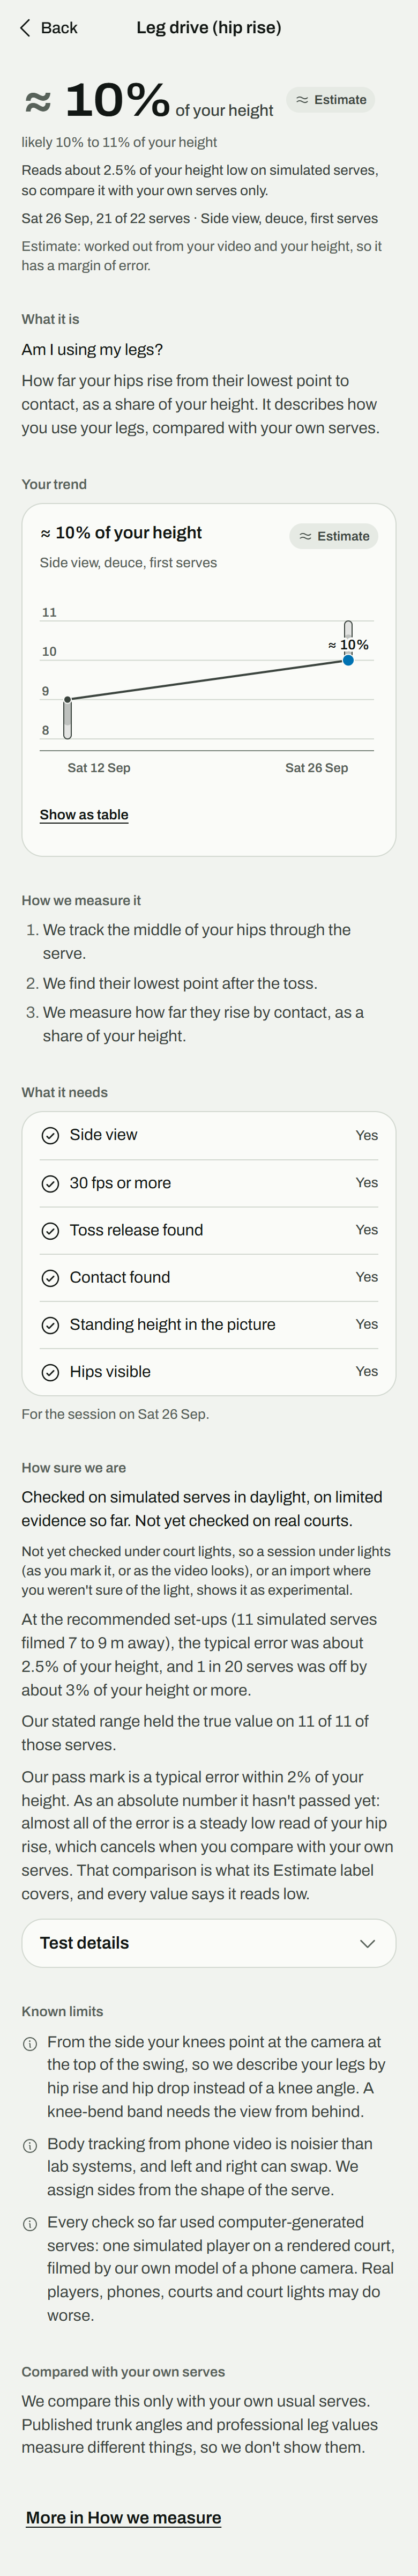 Back
Leg drive (hip rise)
≈ 10% of your height
≈ Estimate
likely 10% to 11% of your height
Reads about 2.5% of your height low on simulated serves,
so compare it with your own serves only.
Sat 26 Sep, 21 of 22 serves · Side view, deuce, first serves
Estimate: worked out from your video and your height, so it
has a margin of error.
What it is
Am I using my legs?
How far your hips rise from their lowest point to
contact, as a share of your height. It describes how
you use your legs, compared with your own serves.
Your trend
≈ 10% of your height
≈ Estimate
Side view, deuce, first serves
11
≈ 10%
10
9
8
Sat 12 Sep
Sat 26 Sep
Show as table
How we measure it
1. We track the middle of your hips through the
serve.
2. We find their lowest point after the toss.
3. We measure how far they rise by contact, as a
share of your height.
What it needs
Side view Yes
30 fps or more Yes
Toss release found Yes
Contact found Yes
Standing height in the picture Yes
Hips visible Yes
For the session on Sat 26 Sep.
How sure we are
Checked on simulated serves in daylight, on limited
evidence so far. Not yet checked on real courts.
Not yet checked under court lights, so a session under lights
(as you mark it, or as the video looks), or an import where
you weren't sure of the light, shows it as experimental.
At the recommended set-ups (11 simulated serves
filmed 7 to 9 m away), the typical error was about
2.5% of your height, and 1 in 20 serves was off by
about 3% of your height or more.
Our stated range held the true value on 11 of 11 of
those serves.
Our pass mark is a typical error within 2% of your
height. As an absolute number it hasn't passed yet:
almost all of the error is a steady low read of your hip
rise, which cancels when you compare with your own
serves. That comparison is what its Estimate label
covers, and every value says it reads low.
Test details
Known limits
From the side your knees point at the camera at
the top of the swing, so we describe your legs by
hip rise and hip drop instead of a knee angle. A
knee-bend band needs the view from behind.
Body tracking from phone video is noisier than
lab systems, and left and right can swap. We
assign sides from the shape of the serve.
Every check so far used computer-generated
serves: one simulated player on a rendered court,
filmed by our own model of a phone camera. Real
players, phones, courts and court lights may do
worse.
Compared with your own serves
We compare this only with your own usual serves.
Published trunk angles and professional leg values
measure different things, so we don't show them.
More in How we measure